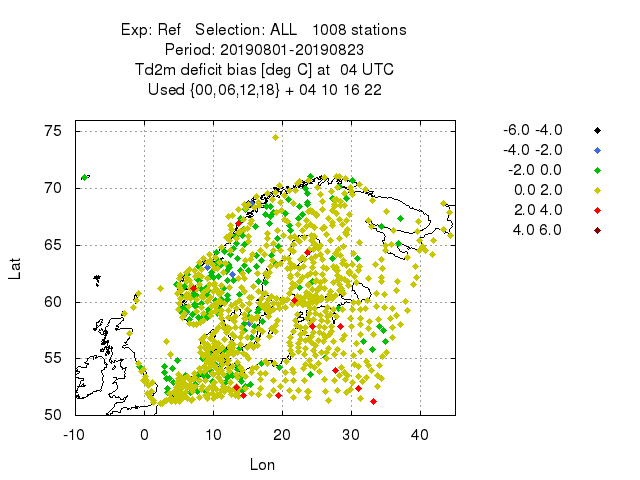 Exp: Ref   Selection: ALL   1008 stations
Period: 20190801-20190823
Td2m deficit bias [deg C] at  04 UTC
Used {00,06,12,18} + 04 10 16 22
75
70
65
60
55
50
-10 0 10 20 30 40
Lat
Lon
-6.0 -4.0
-4.0 -2.0
-2.0 0.0
0.0 2.0
2.0 4.0
4.0 6.0